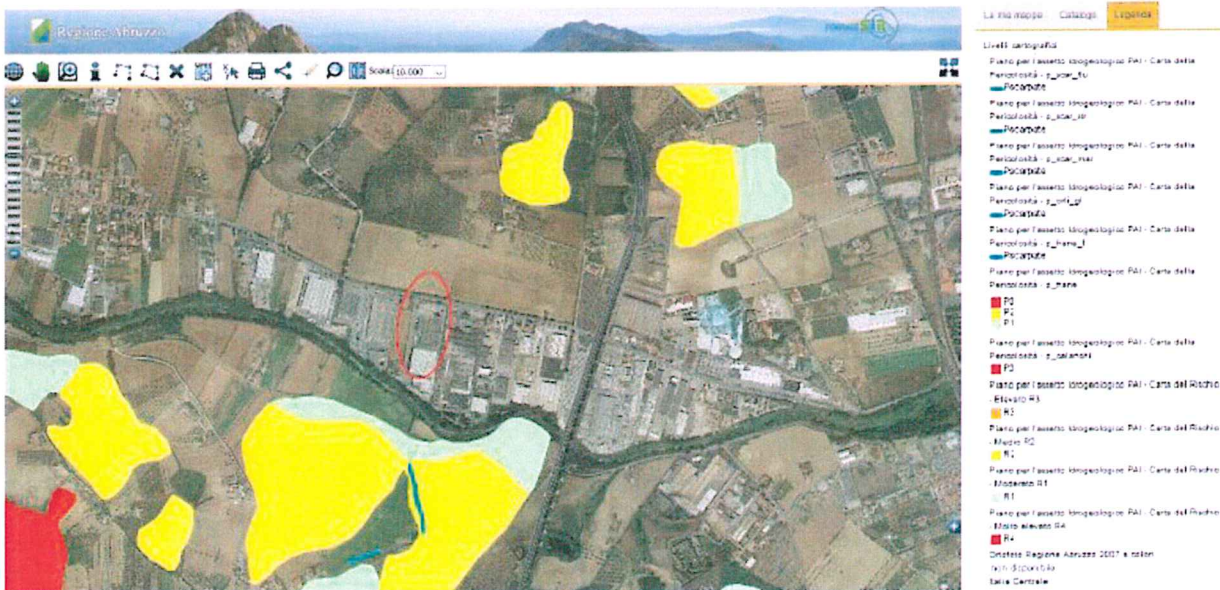 Regione Abruzzo
Scala: 10.000
La mie mappe Catalogo Legenda
Livelli cartografici
Piano per l'assetto idrogeologico PAI - Carta della
Pericolosità - p_scar_flu
Pscarpate
Piano per l'assetto idrogeologico PAI - Carta della
Pericolosità - p_scar_str
Pscarpate
Piano per l'assetto idrogeologico PAI - Carta della
Pericolosità - p_scar_mar
Pscarpate
Piano per l'assetto idrogeologico PAI - Carta della
Pericolosità - p_orli_gl
Pscarpate
Piano per l'assetto idrogeologico PAI - Carta della
Pericolosità - p_frane_l
Pscarpate
Piano per l'assetto idrogeologico PAI - Carta della
Pericolosità - p_frane
P3
P2
P1
Piano per l'assetto idrogeologico PAI - Carta della
Pericolosità - p_calanchi
P3
Piano per l'assetto idrogeologico PAI - Carta del Rischio
- Elevato R3
R3
Piano per l'assetto idrogeologico PAI - Carta del Rischio
- Medio R2
R2
Piano per l'assetto idrogeologico PAI - Carta del Rischio
- Moderato R1
R1
Piano per l'assetto idrogeologico PAI - Carta del Rischio
- Molto elevato R4
R4
Ortofoto Regione Abruzzo 2007 a colori
non disponibile
Italia Centrale